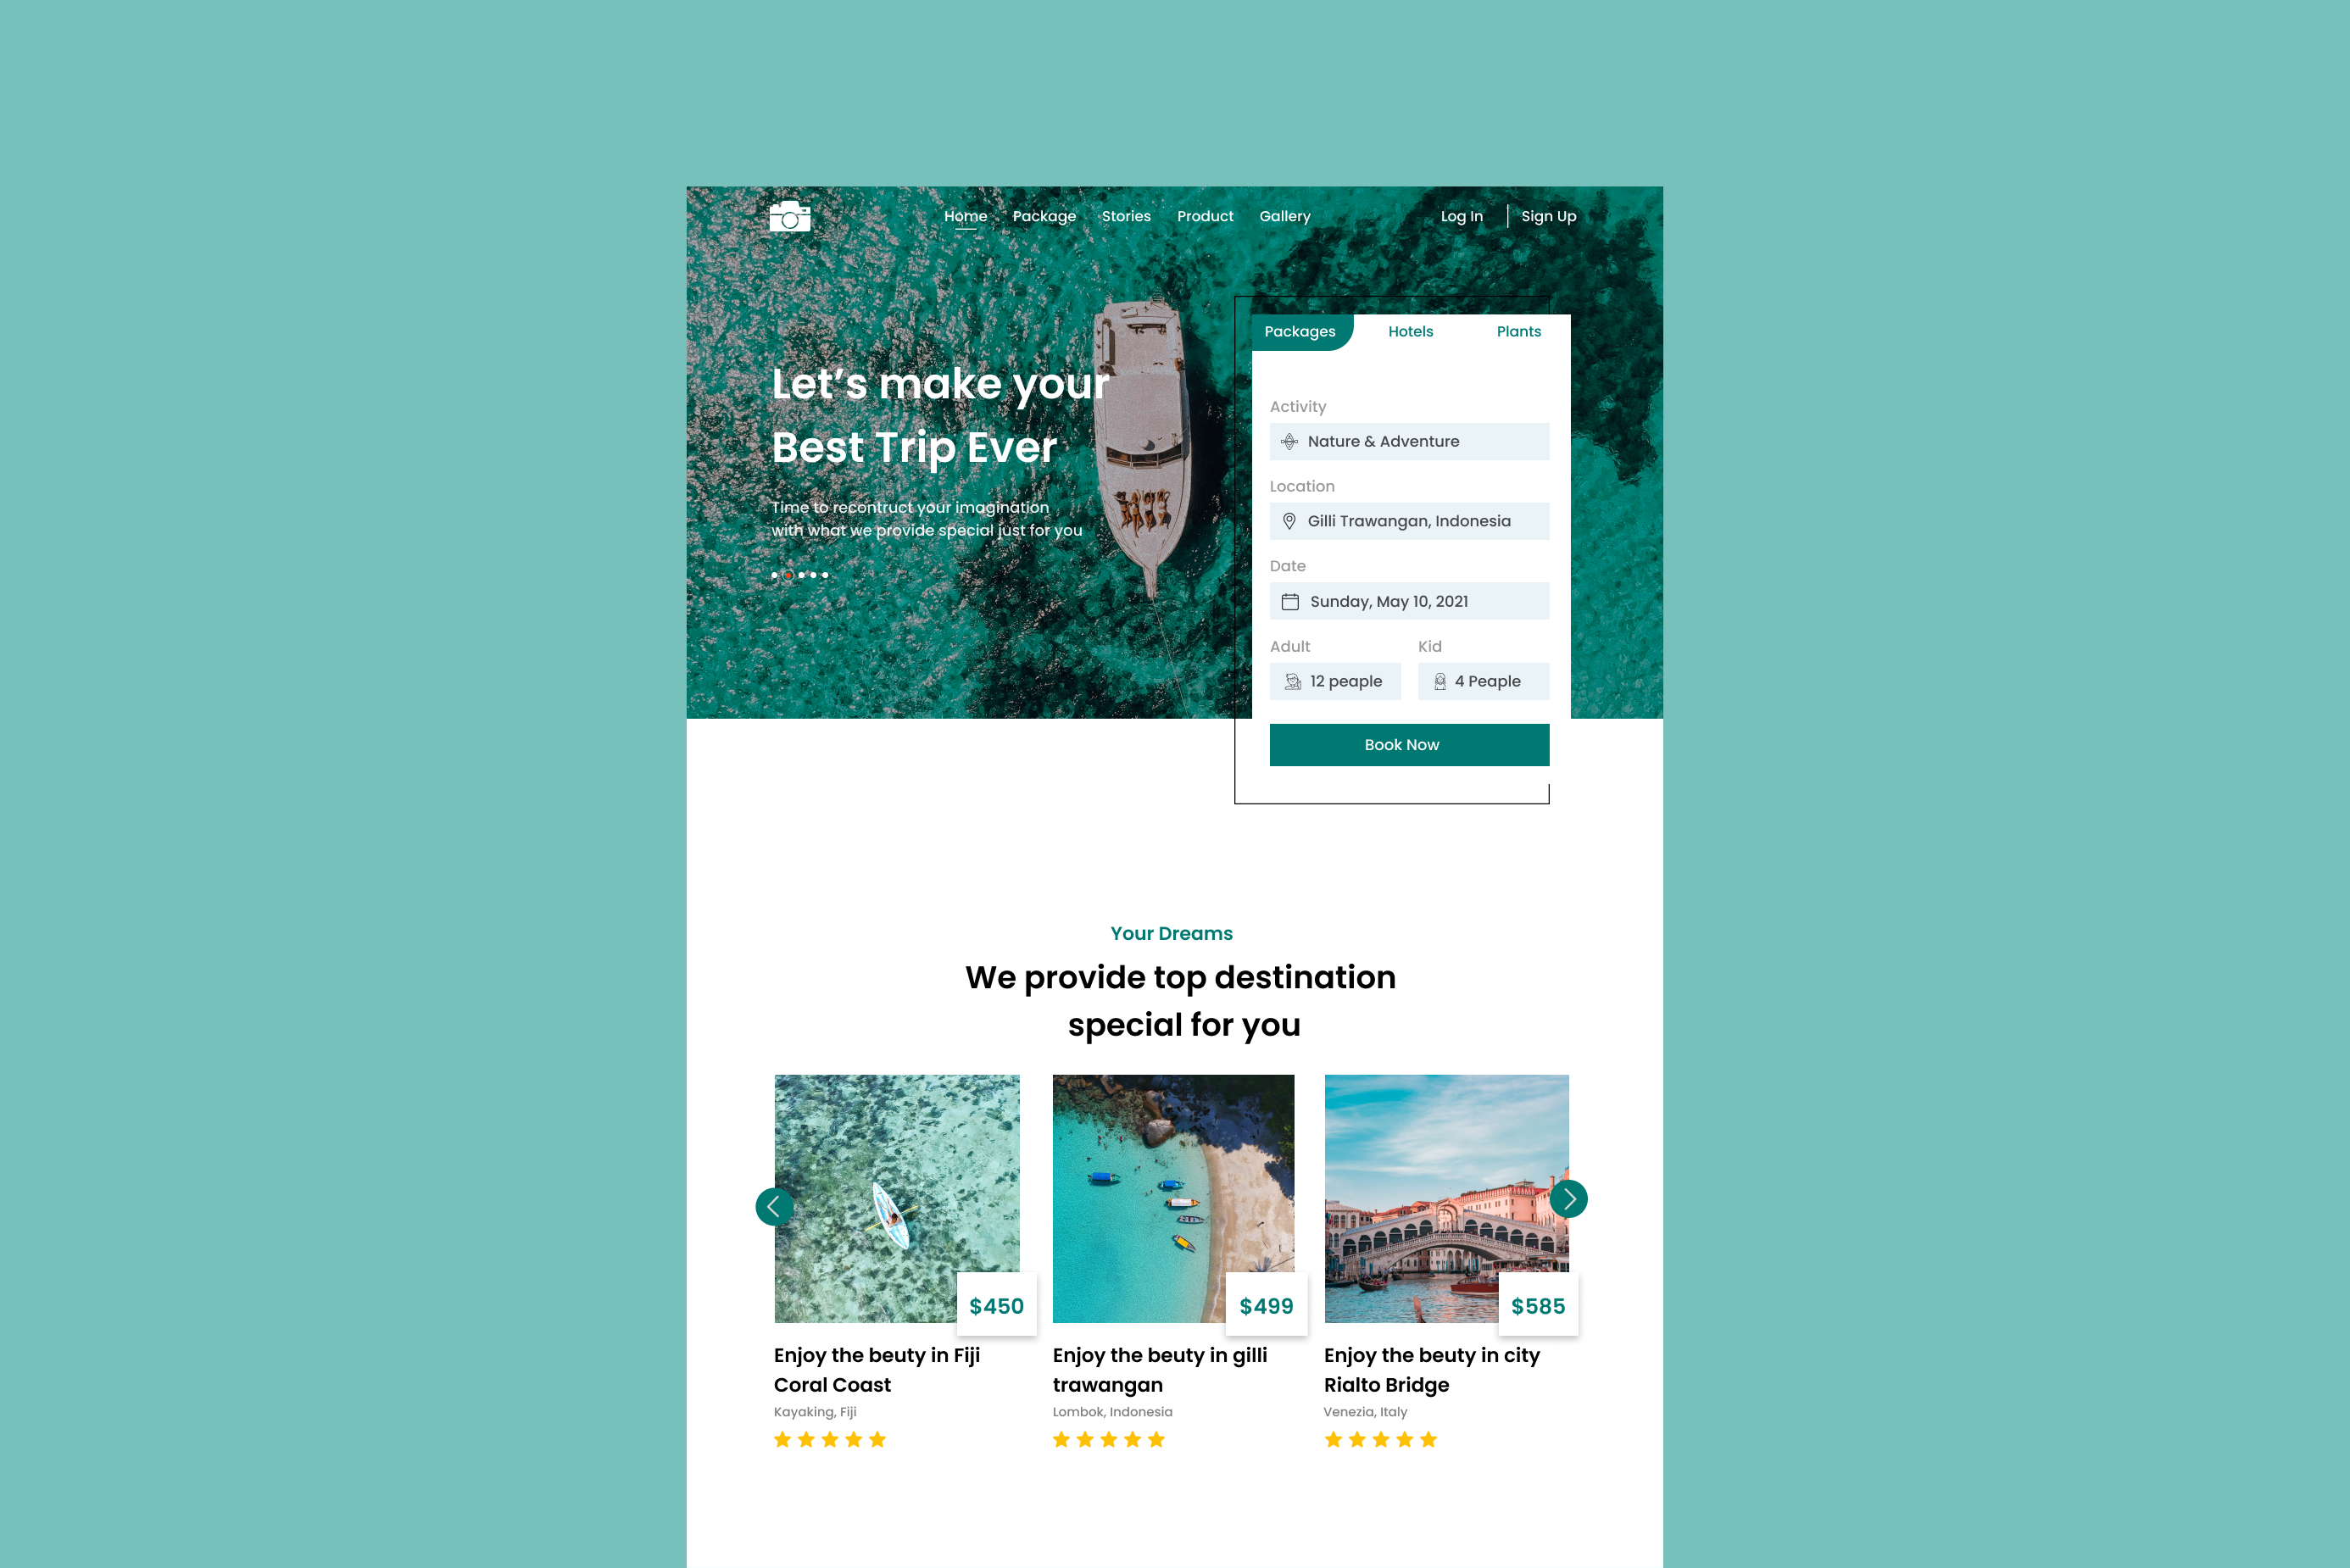 Home Package Stories Product Gallery Log In Sign Up
Let's make your
Best Trip Ever
Time to recontruct your imagination
with what we provide special just for you
Packages Hotels Plants
Activity
Nature & Adventure
Location
Gilli Trawangan, Indonesia
Date
Sunday, May 10, 2021
Adult Kid
12 peaple 4 Peaple
Book Now
Your Dreams
We provide top destination
special for you
$450 $499 $585
Enjoy the beuty in Fiji
Coral Coast
Kayaking, Fiji
Enjoy the beuty in gilli
trawangan
Lombok, Indonesia
Enjoy the beuty in city
Rialto Bridge
Venezia, Italy